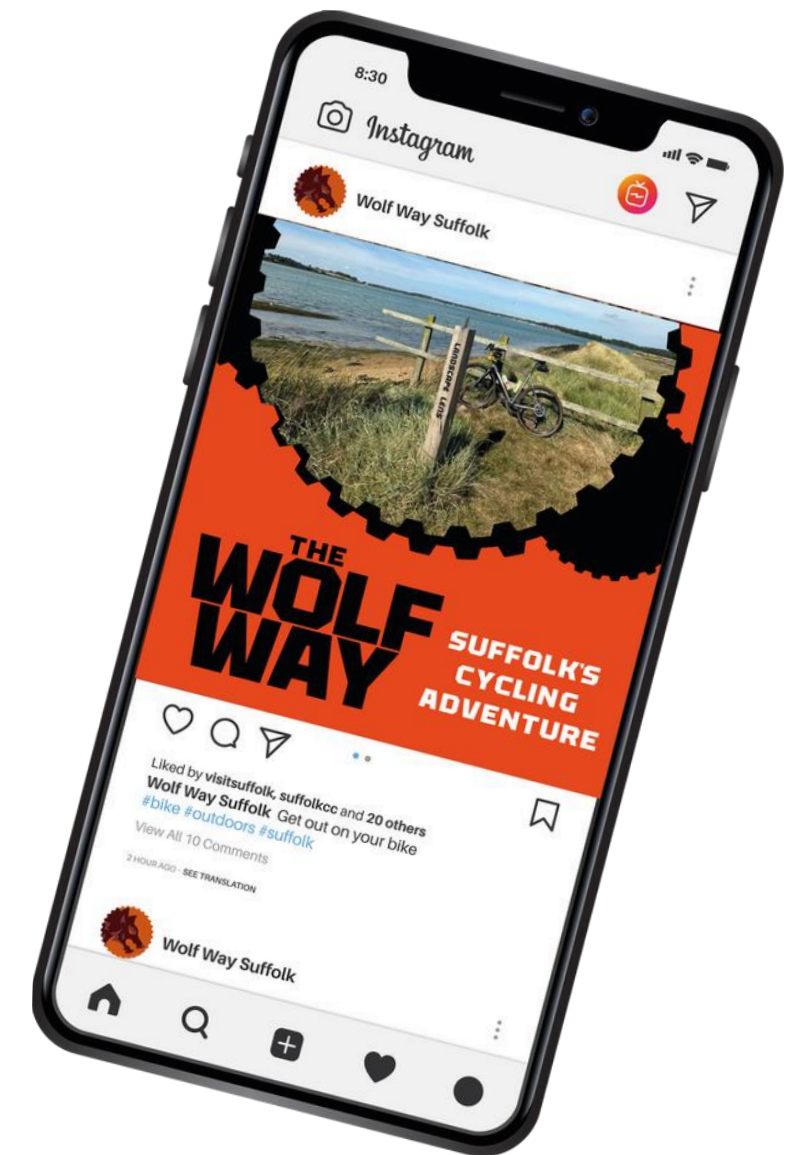 8:30
Instagram
Wolf Way Suffolk
LANDSCAPE LENS
THE
WOLF
WAY
SUFFOLK'S
CYCLING
ADVENTURE
Liked by visitsuffolk, suffolkcc and 20 others
Wolf Way Suffolk Get out on your bike
#bike #outdoors #suffolk
View All 10 Comments
2 HOUR AGO · SEE TRANSLATION
Wolf Way Suffolk